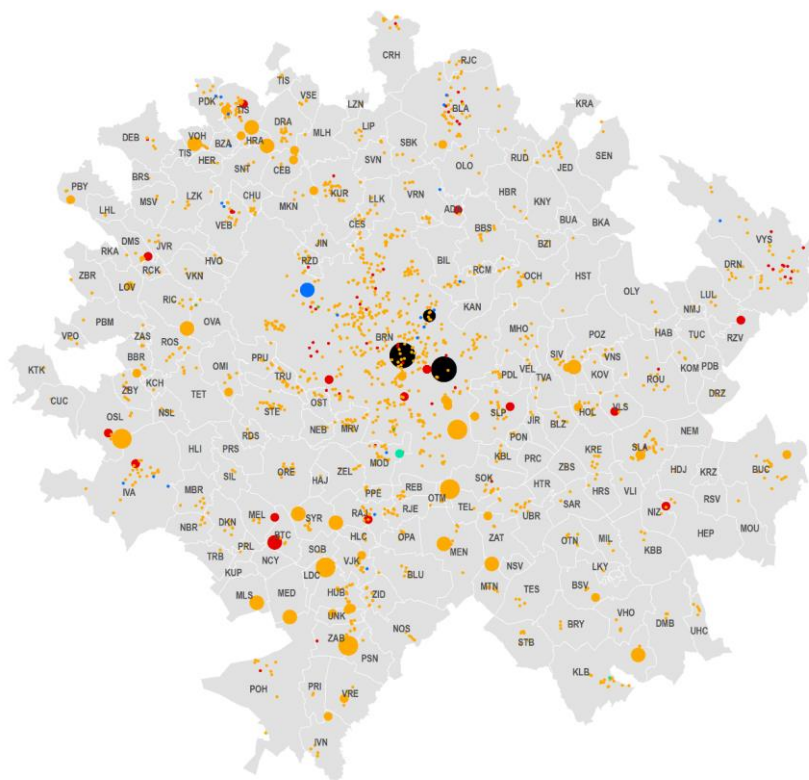 CRH
RJC
TIS
PDK
VSE
LZN
BLA
KRA
TIS
DRA
MLH
LIP
SBK
DEB
VOH
BZA
HRA
TIS
HER
SNT
CEB
SVN
OLO
RUD
JED
SEN
BRS
PBY
MSV
LZK
CHU
MKN
KUR
LLK
VRN
HBR
KNY
LHL
VEB
CES
ADA
BUA
BKA
DMS
JVR
JIN
BBS
BZI
VYS
RKA
HVO
RZD
BIL
DRN
ZBR
RCK
VKN
RCM
OCH
HST
LOV
RIC
OLY
LUL
PBM
OVA
KAN
NMJ
RZV
VPO
ZAS
ROS
BRN
MHO
POZ
HAB
TUC
BBR
PPU
SIV
VNS
KTK
OMI
VEL
KOM
PDB
KCH
TRU
PDL
TVA
KOV
ROU
ZBY
TET
DRZ
CUC
OST
OSL
NSL
STE
SLP
HOL
VLS
NEB
MRV
JIR
BLZ
NEM
RDS
PON
HLI
PRS
MOD
KBL
PRC
KRE
SLA
ZEL
ZBS
HDJ
KRZ
BUC
IVA
SIL
ORE
HAJ
SOK
HTR
HRS
VLI
MBR
PPE
REB
OTM
RSV
NBR
DKN
MEL
SYR
RAJ
RJE
TEL
UBR
SAR
NIZ
MOU
PRL
BTC
SOB
HLC
OPA
MEN
ZAT
OTN
MIL
HEP
TRB
NCY
KBB
KUP
LDC
VJK
BLU
NSV
LKY
MLS
MED
HUB
ZID
MTN
TES
BSV
UNK
VHO
DMB
ZAB
NOS
STB
BRY
UHC
PSN
KLB
POH
PRI
VRE
IVN